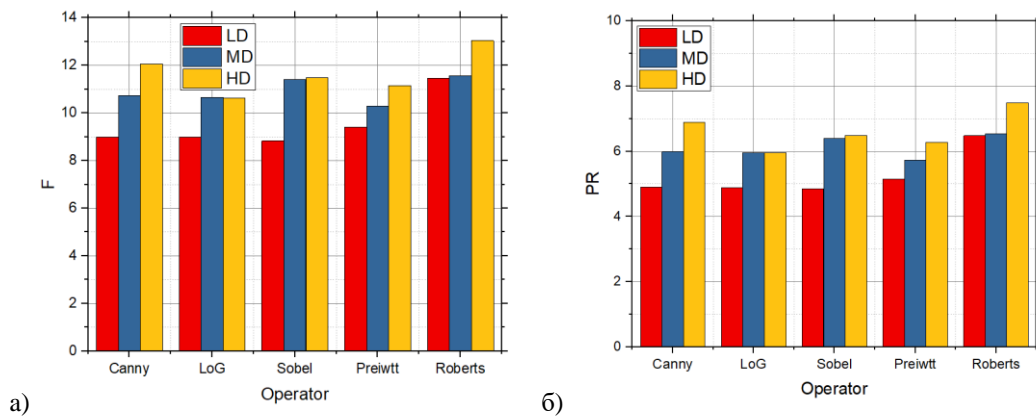 14
12
10
8
6
4
2
0
F
LD
MD
HD
Canny
LoG
Sobel
Preiwtt
Roberts
Operator
а)
10
8
6
4
2
0
PR
LD
MD
HD
Canny
LoG
Sobel
Preiwtt
Roberts
Operator
б)